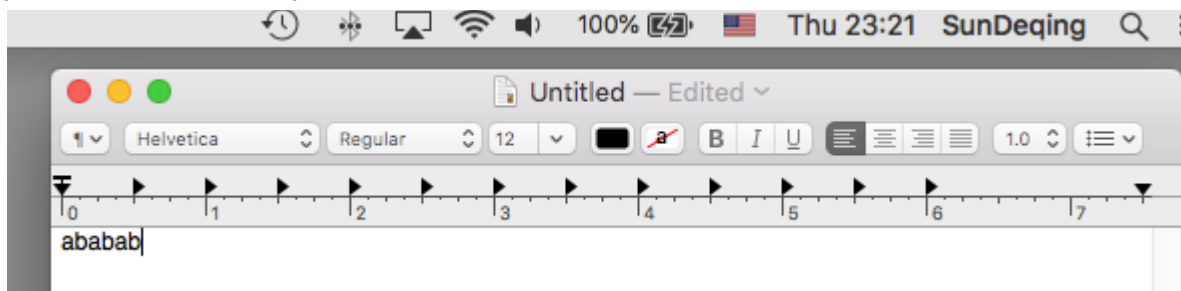 100% Thu 23:21 SunDeqing
Untitled — Edited
¶ Helvetica Regular 12 a B I U 1.0
0 1 2 3 4 5 6 7
ababab